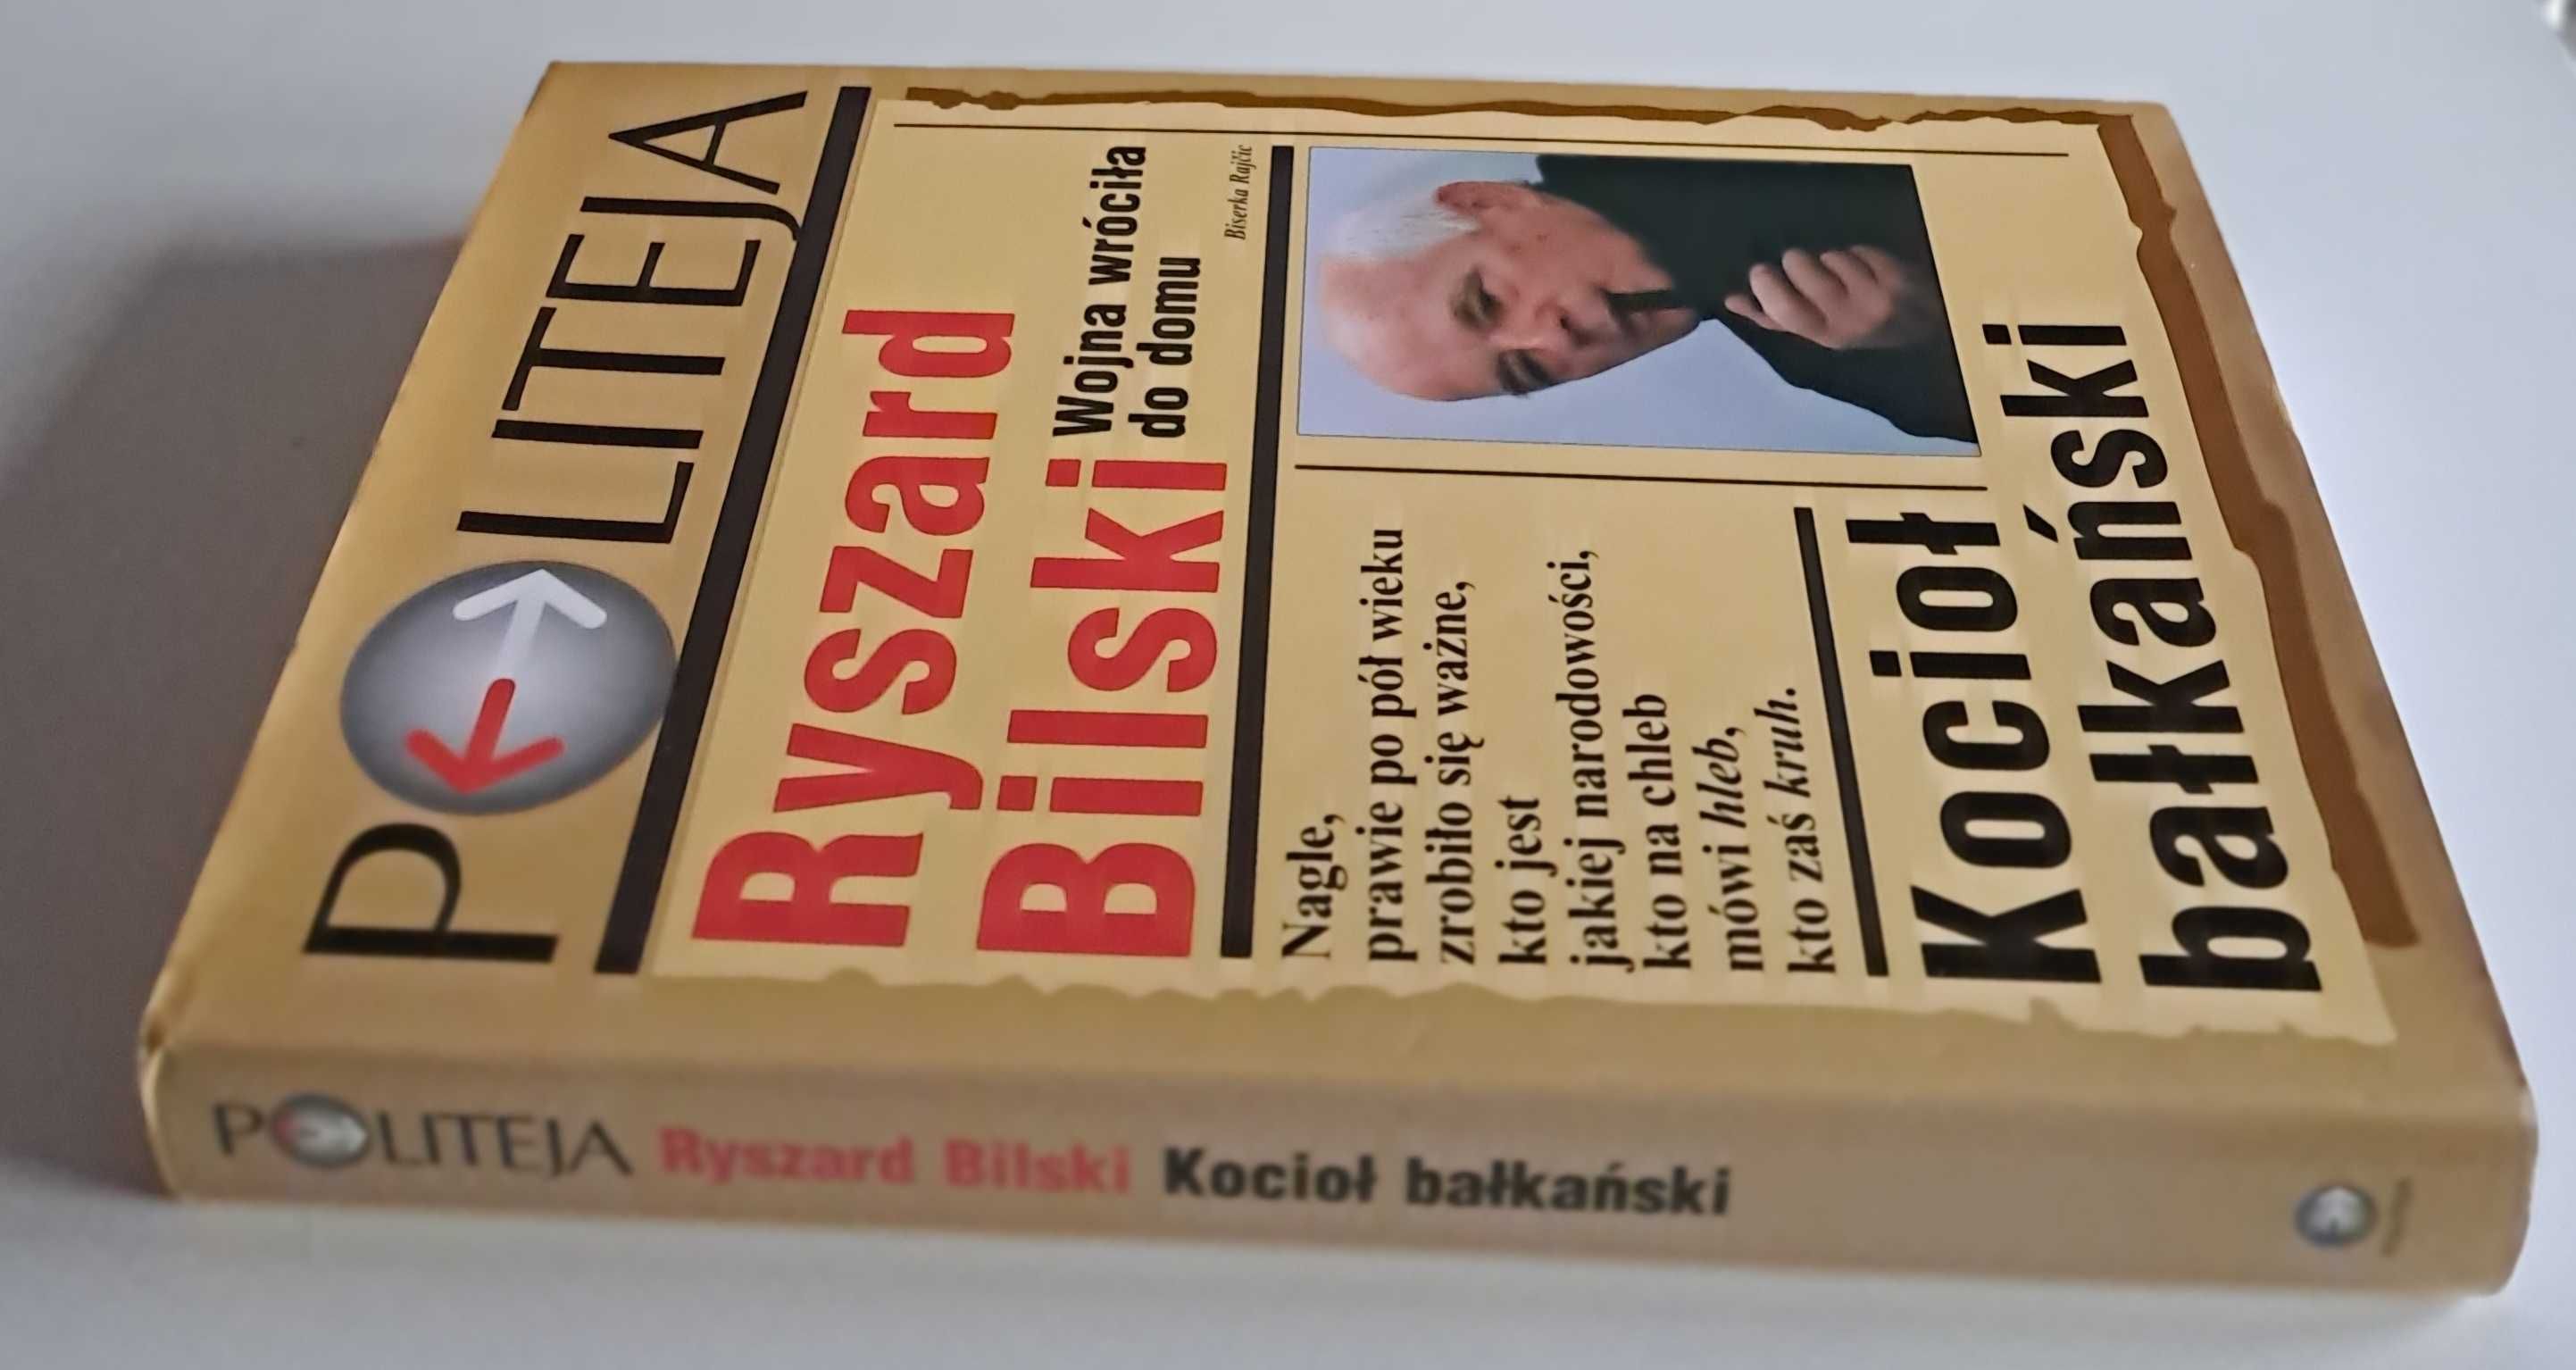 POLITEJA
Ryszard
Bilski
Wojna wróciła
do domu
Biserka Rajčic
Nagle,
prawie po pół wieku
zrobiło się ważne,
kto jest
jakiej narodowości,
kto na chleb
mówi hleb,
kto zaś kruh.
Kocioł
bałkański
POLITEJA Ryszard Bilski Kocioł bałkański